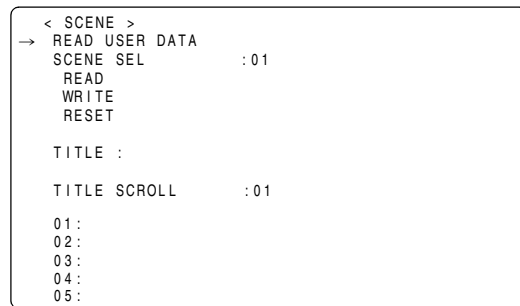 < SCENE >
→ READ USER DATA
SCENE SEL :01
READ
WRITE
RESET
TITLE :
TITLE SCROLL :01
01:
02:
03:
04:
05: